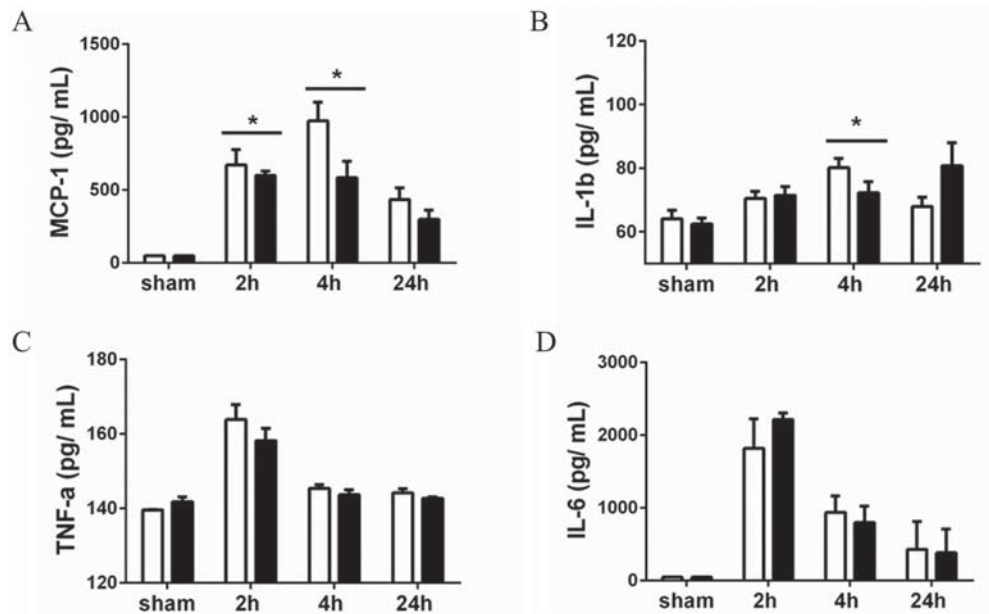 A
MCP-1 (pg/ mL)
1500
1000
500
0
*
*
sham 2h 4h 24h
B
IL-1b (pg/ mL)
120
100
80
60
*
sham 2h 4h 24h
C
TNF-a (pg/ mL)
180
160
140
120
sham 2h 4h 24h
D
IL-6 (pg/ mL)
3000
2000
1000
0
sham 2h 4h 24h